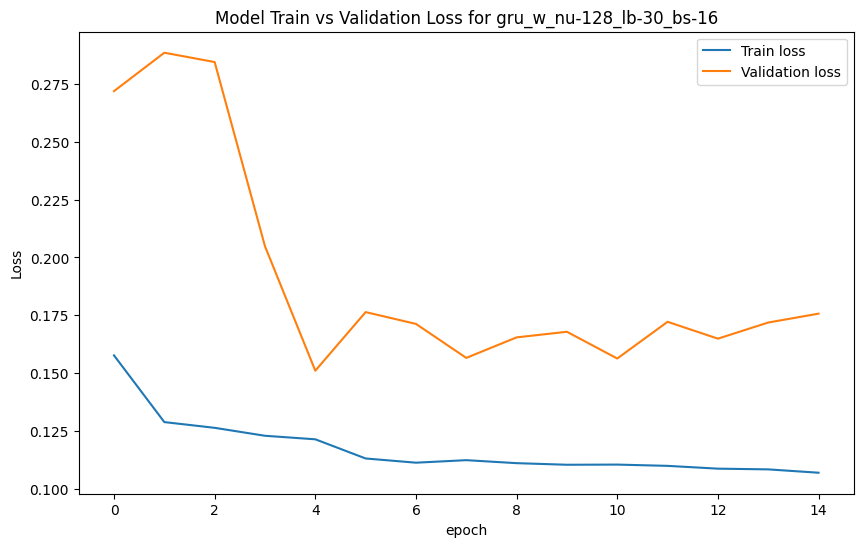 Model Train vs Validation Loss for gru_w_nu-128_lb-30_bs-16
Train loss
Validation loss
0.275
0.250
0.225
0.200
0.175
0.150
0.125
0.100
Loss
0 2 4 6 8 10 12 14
epoch